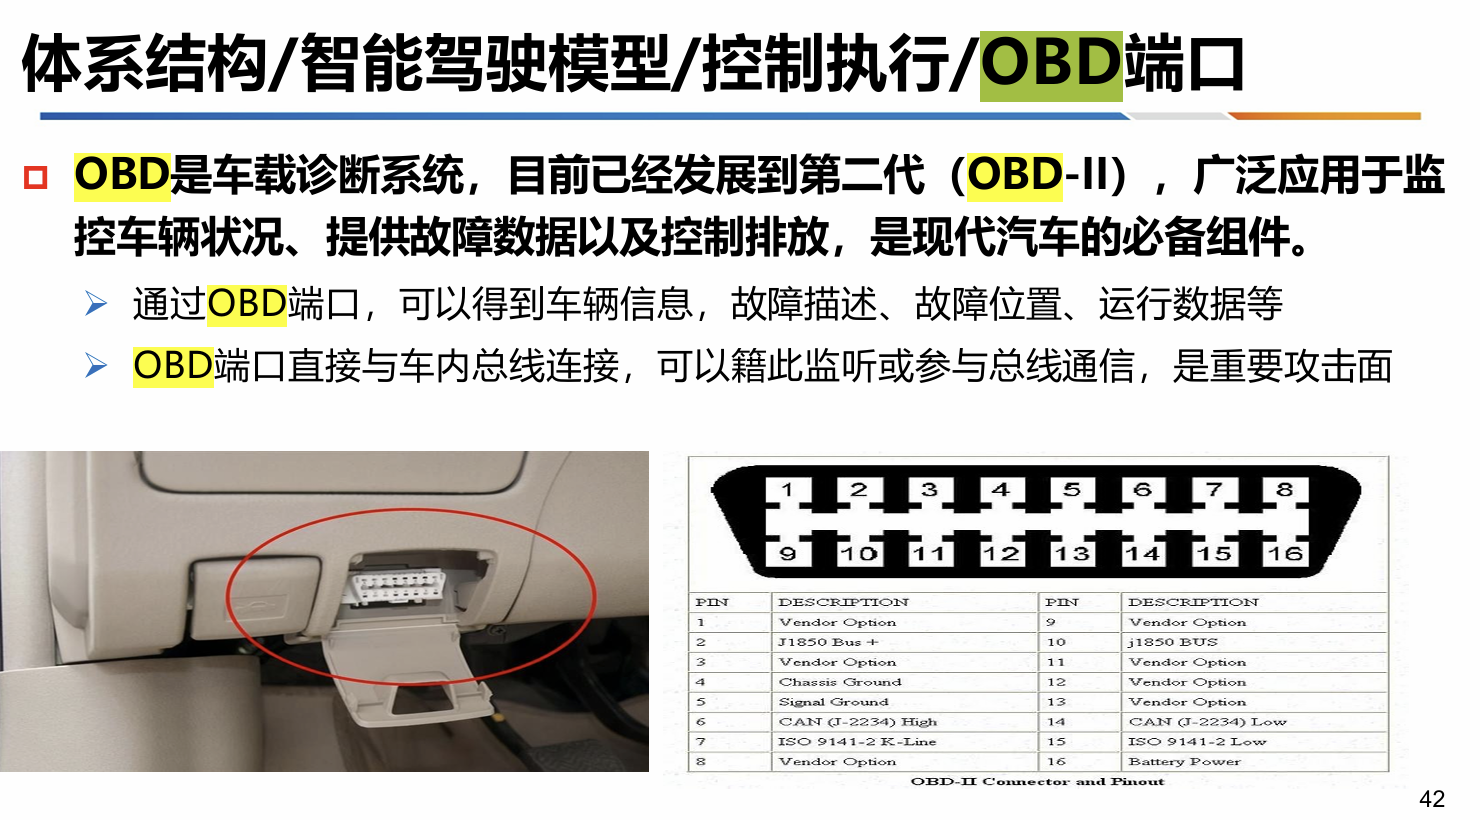 体系结构/智能驾驶模型/控制执行/OBD端口
OBD是车载诊断系统，目前已经发展到第二代（OBD-II），广泛应用于监
控车辆状况、提供故障数据以及控制排放，是现代汽车的必备组件。
通过OBD端口，可以得到车辆信息，故障描述、故障位置、运行数据等
OBD端口直接与车内总线连接，可以籍此监听或参与总线通信，是重要攻击面
1 2 3 4 5 6 7 8
9 10 11 12 13 14 15 16
PIN DESCRIPTION PIN DESCRIPTION
1 Vendor Option 9 Vendor Option
2 J1850 Bus + 10 j1850 BUS
3 Vendor Option 11 Vendor Option
4 Chassis Ground 12 Vendor Option
5 Signal Ground 13 Vendor Option
6 CAN (J-2234) High 14 CAN (J-2234) Low
7 ISO 9141-2 K-Line 15 ISO 9141-2 Low
8 Vendor Option 16 Battery Power
OBD-II Connector and Pinout
42